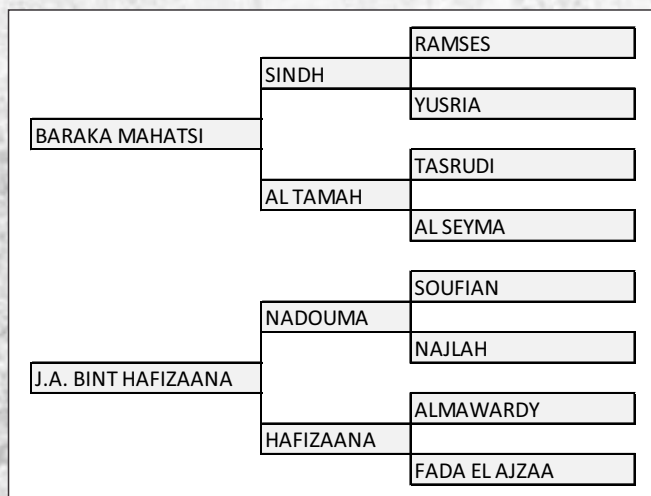 RAMSES
SINDH
YUSRIA
BARAKA MAHATSI
TASRUDI
AL TAMAH
AL SEYMA
SOUFIAN
NADOUMA
NAJLAH
J.A. BINT HAFIZAANA
ALMAWARDY
HAFIZAANA
FADA EL AJZAA